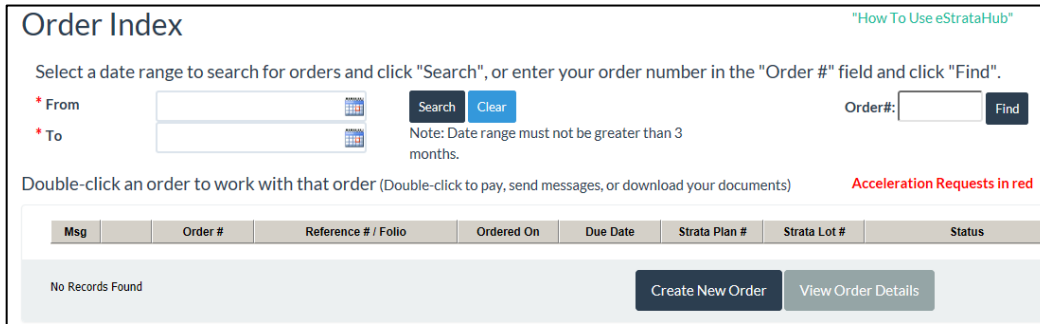 Order Index
"How To Use eStrataHub"
Select a date range to search for orders and click "Search", or enter your order number in the "Order #" field and click "Find".
* From
Search Clear
Order#:
Find
* To
Note: Date range must not be greater than 3
months.
Double-click an order to work with that order (Double-click to pay, send messages, or download your documents)
Acceleration Requests in red
Msg Order # Reference # / Folio Ordered On Due Date Strata Plan # Strata Lot # Status
No Records Found
Create New Order View Order Details